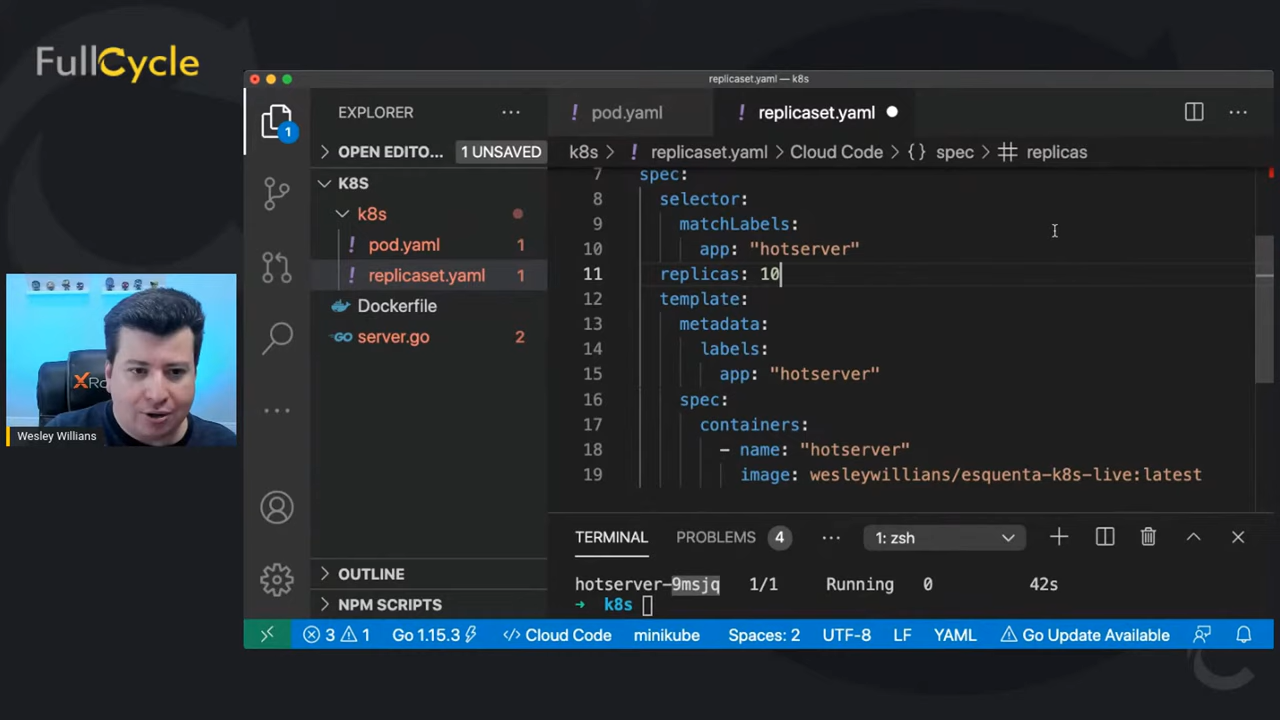 FullCycle
replicaset.yaml — k8s
EXPLORER
pod.yaml
replicaset.yaml
OPEN EDITO...
1 UNSAVED
k8s
replicaset.yaml
Cloud Code
{}
spec
replicas
1
K8S
k8s
pod.yaml
1
replicaset.yaml
1
Dockerfile
server.go
2
7 spec:
8 selector:
9 matchLabels:
10 app: "hotserver"
11 replicas: 10
12 template:
13 metadata:
14 labels:
15 app: "hotserver"
16 spec:
17 containers:
18 - name: "hotserver"
19 image: wesleywillians/esquenta-k8s-live:latest
Wesley Willians
OUTLINE
NPM SCRIPTS
TERMINAL
PROBLEMS
4
1: zsh
hotserver-9msjq 1/1 Running 0 42s
→ k8s
3
1
Go 1.15.3
Cloud Code
minikube
Spaces: 2
UTF-8
LF
YAML
Go Update Available